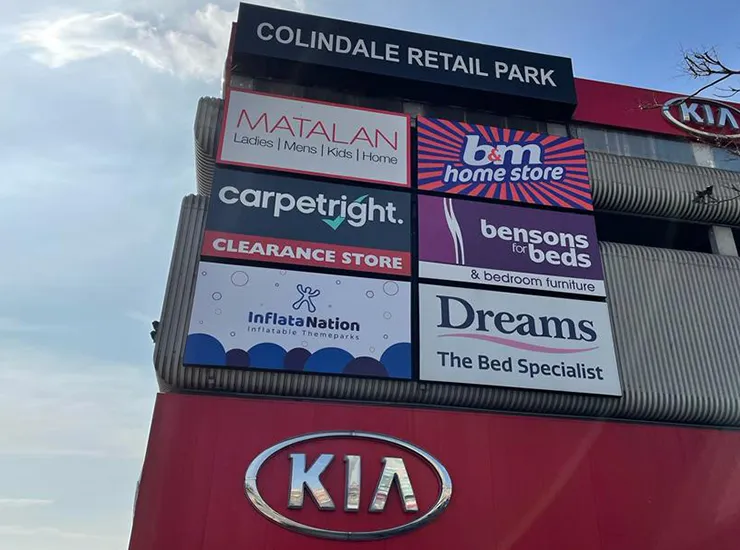 COLINDALE RETAIL PARK
KIA
MATALAN
Ladies | Mens | Kids | Home
b&m
home store
carpetright.
CLEARANCE STORE
bensons
for beds
& bedroom furniture
InflataNation
Inflatable Themeparks
Dreams
The Bed Specialist
KIA